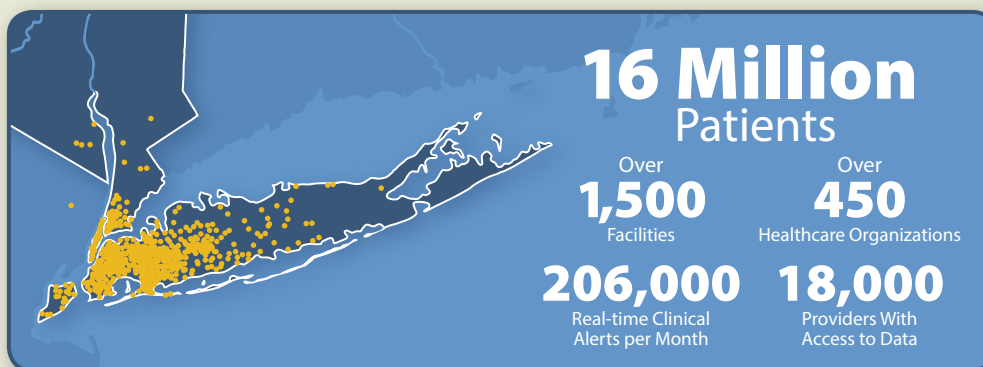 16 Million
Patients
Over
1,500
Facilities
Over
450
Healthcare Organizations
206,000
Real-time Clinical
Alerts per Month
18,000
Providers With
Access to Data